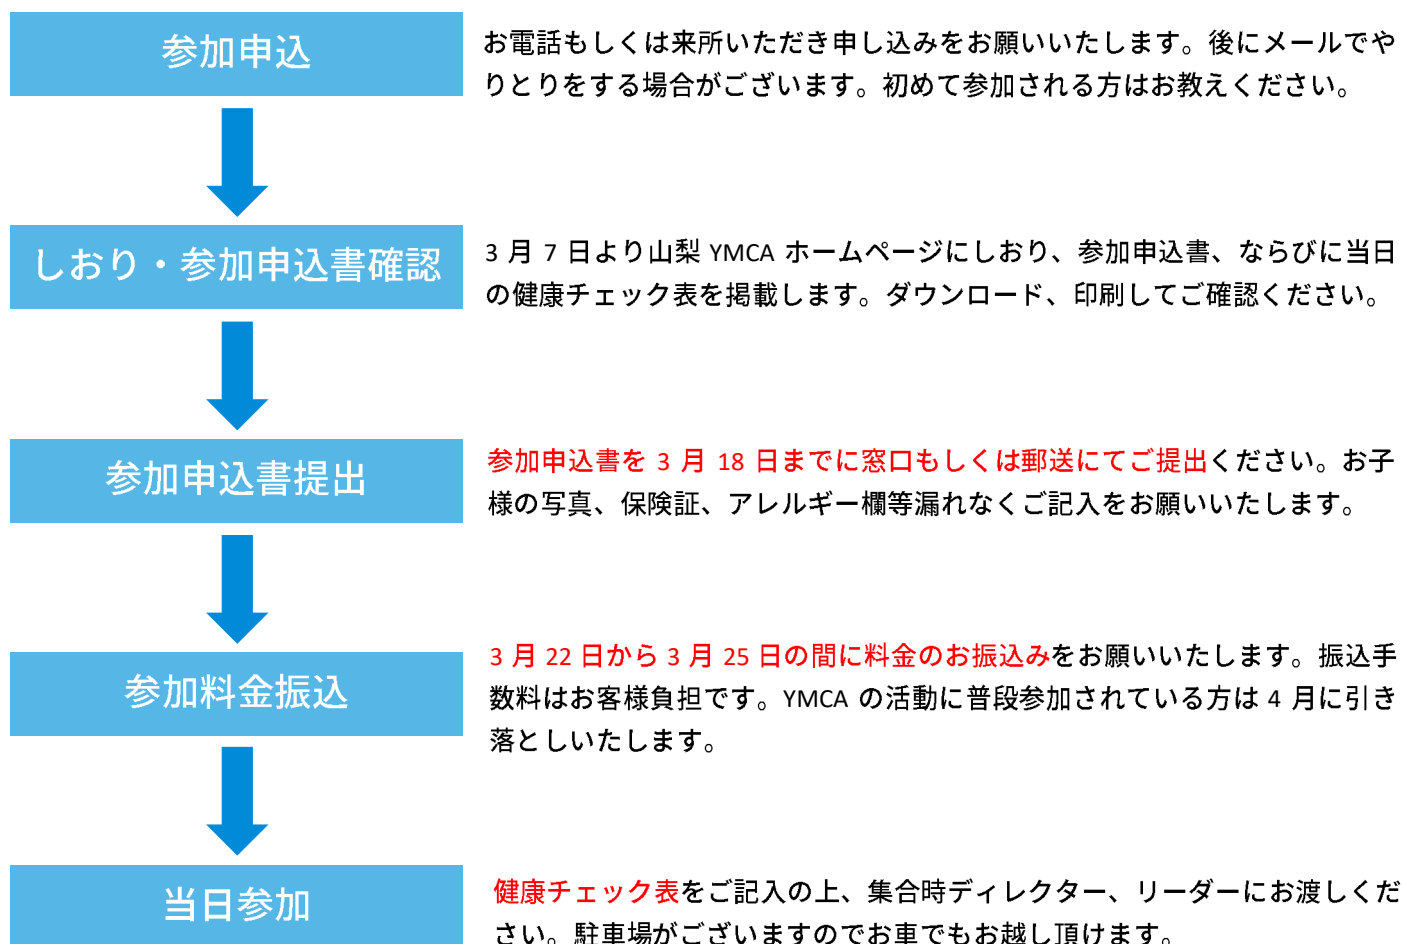 参加申込
お電話もしくは来所いただき申し込みをお願いいたします。後にメールでや
りとりをする場合がございます。初めて参加される方はお教えください。
しおり・参加申込書確認
3 月 7 日より山梨 YMCA ホームページにしおり、参加申込書、ならびに当日
の健康チェック表を掲載します。ダウンロード、印刷してご確認ください。
参加申込書提出
参加申込書を 3 月 18 日までに窓口もしくは郵送にてご提出ください。お子
様の写真、保険証、アレルギー欄等漏れなくご記入をお願いいたします。
参加料金振込
3 月 22 日から 3 月 25 日の間に料金のお振込みをお願いいたします。振込手
数料はお客様負担です。YMCA の活動に普段参加されている方は 4 月に引き
落としいたします。
当日参加
健康チェック表をご記入の上、集合時ディレクター、リーダーにお渡しくだ
さい。駐車場がございますのでお車でもお越し頂けます。